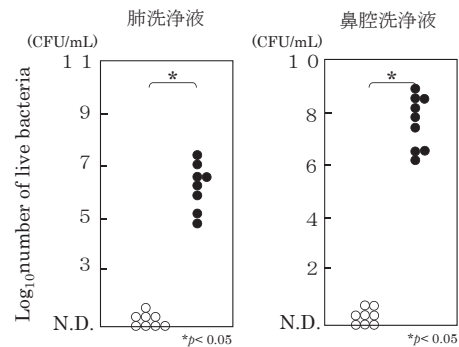 肺洗浄液
(CFU/mL)
Log₁₀number of live bacteria
11
9
7
5
3
N.D.
*
*p< 0.05
鼻腔洗浄液
(CFU/mL)
10
8
6
4
2
N.D.
*
*p< 0.05